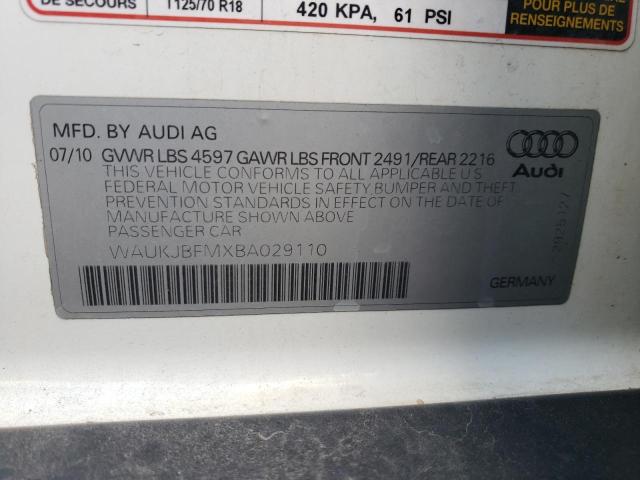 DE SECOURS T125/70 R18 420 KPA, 61 PSI
POUR PLUS DE
RENSEIGNEMENTS
MFD. BY AUDI AG
07/10 GVWR LBS 4597 GAWR LBS FRONT 2491/REAR 2216
THIS VEHICLE CONFORMS TO ALL APPLICABLE U S
FEDERAL MOTOR VEHICLE SAFETY,BUMPER AND THEFT
PREVENTION STANDARDS IN EFFECT ON THE DATE OF
MANUFACTURE SHOWN ABOVE
PASSENGER CAR
WAUKJBFMXBA029110
Audi
GERMANY